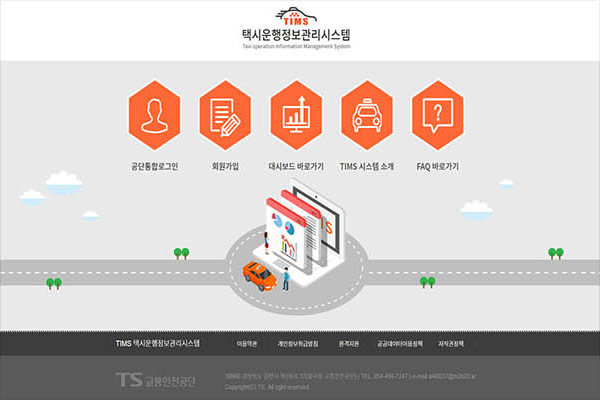 TIMS
택시운행정보관리시스템
Taxi operation Information Management System
공단통합로그인 회원가입 대시보드 바로가기 TIMS 시스템 소개 FAQ 바로가기
TIMS 택시운행정보관리시스템 이용약관 개인정보취급방침 원격지원 공공데이터이용정책 저작권정책
TS 교통안전공단
Copyright(C) TS. All right reserved.